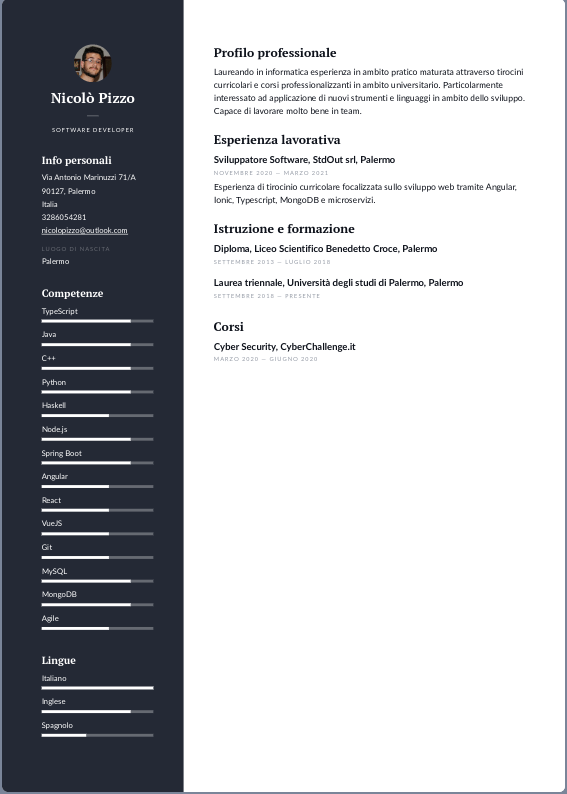 Nicolò Pizzo
SOFTWARE DEVELOPER
Info personali
Via Antonio Marinuzzi 71/A
90127, Palermo
Italia
3286054281
nicolopizzo@outlook.com
LUOGO DI NASCITA
Palermo
Competenze
TypeScript
Java
C++
Python
Haskell
Node.js
Spring Boot
Angular
React
VueJS
Git
MySQL
MongoDB
Agile
Lingue
Italiano
Inglese
Spagnolo
Profilo professionale
Laureando in informatica esperienza in ambito pratico maturata attraverso tirocini
curricolari e corsi professionalizzanti in ambito universitario. Particolarmente
interessato ad applicazione di nuovi strumenti e linguaggi in ambito dello sviluppo.
Capace di lavorare molto bene in team.
Esperienza lavorativa
Sviluppatore Software, StdOut srl, Palermo
NOVEMBRE 2020 — MARZO 2021
Esperienza di tirocinio curricolare focalizzata sullo sviluppo web tramite Angular,
Ionic, Typescript, MongoDB e microservizi.
Istruzione e formazione
Diploma, Liceo Scientifico Benedetto Croce, Palermo
SETTEMBRE 2013 — LUGLIO 2018
Laurea triennale, Università degli studi di Palermo, Palermo
SETTEMBRE 2018 — PRESENTE
Corsi
Cyber Security, CyberChallenge.it
MARZO 2020 — GIUGNO 2020